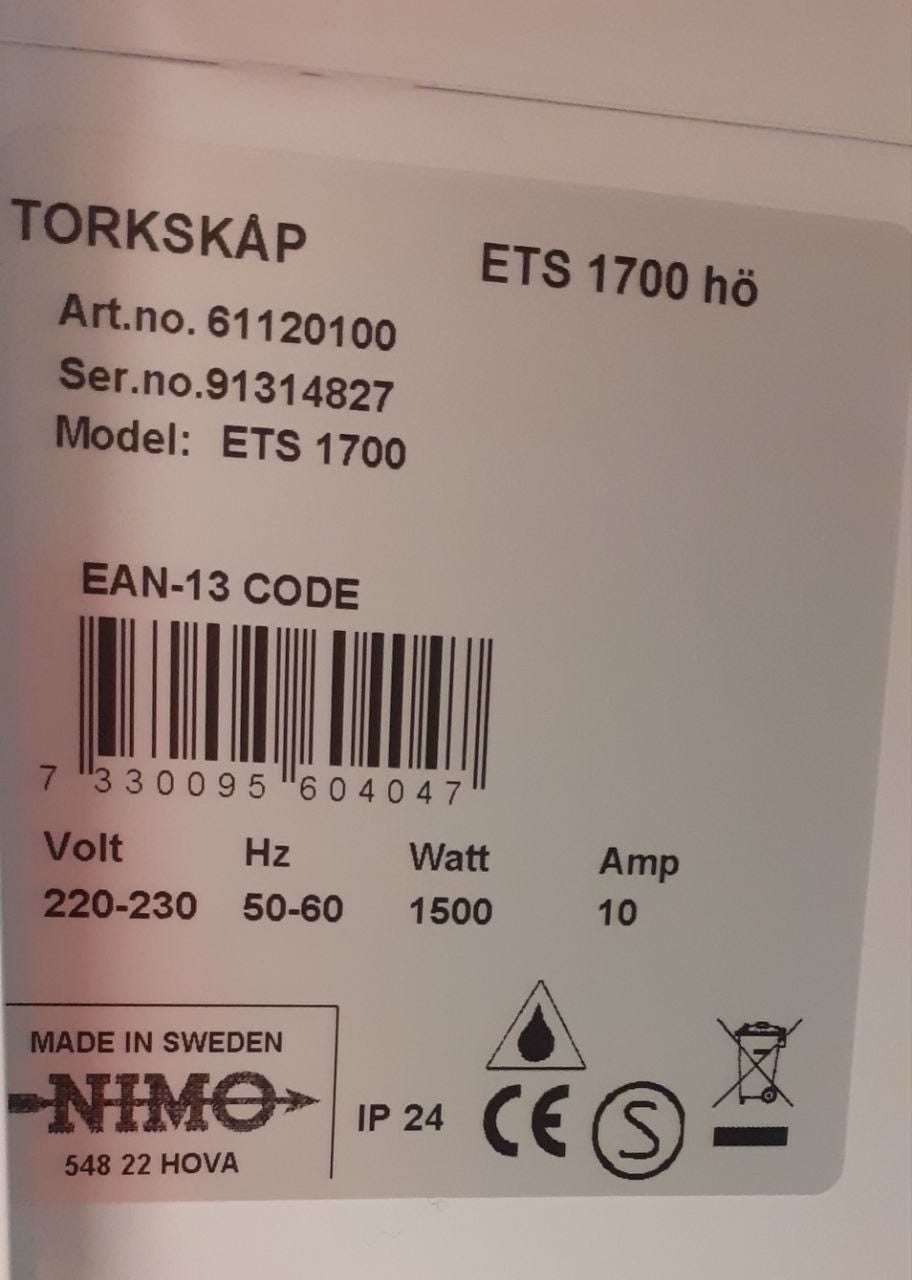 TORKSKÅP ETS 1700 hö
Art.no. 61120100
Ser.no.91314827
Model: ETS 1700
EAN-13 CODE
7 330095 604047
Volt Hz Watt Amp
220-230 50-60 1500 10
MADE IN SWEDEN
NIMO
548 22 HOVA
IP 24
CE
S